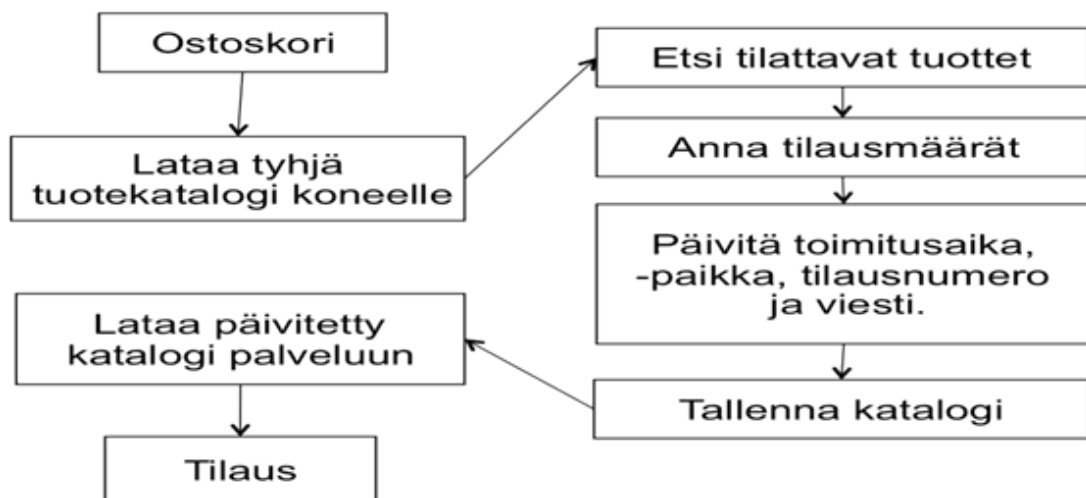 Ostoskori
Lataa tyhjä
tuotekatalogi koneelle
Etsi tilattavat tuottet
Anna tilausmäärät
Päivitä toimitusaika,
-paikka, tilausnumero
ja viesti.
Tallenna katalogi
Lataa päivitetty
katalogi palveluun
Tilaus